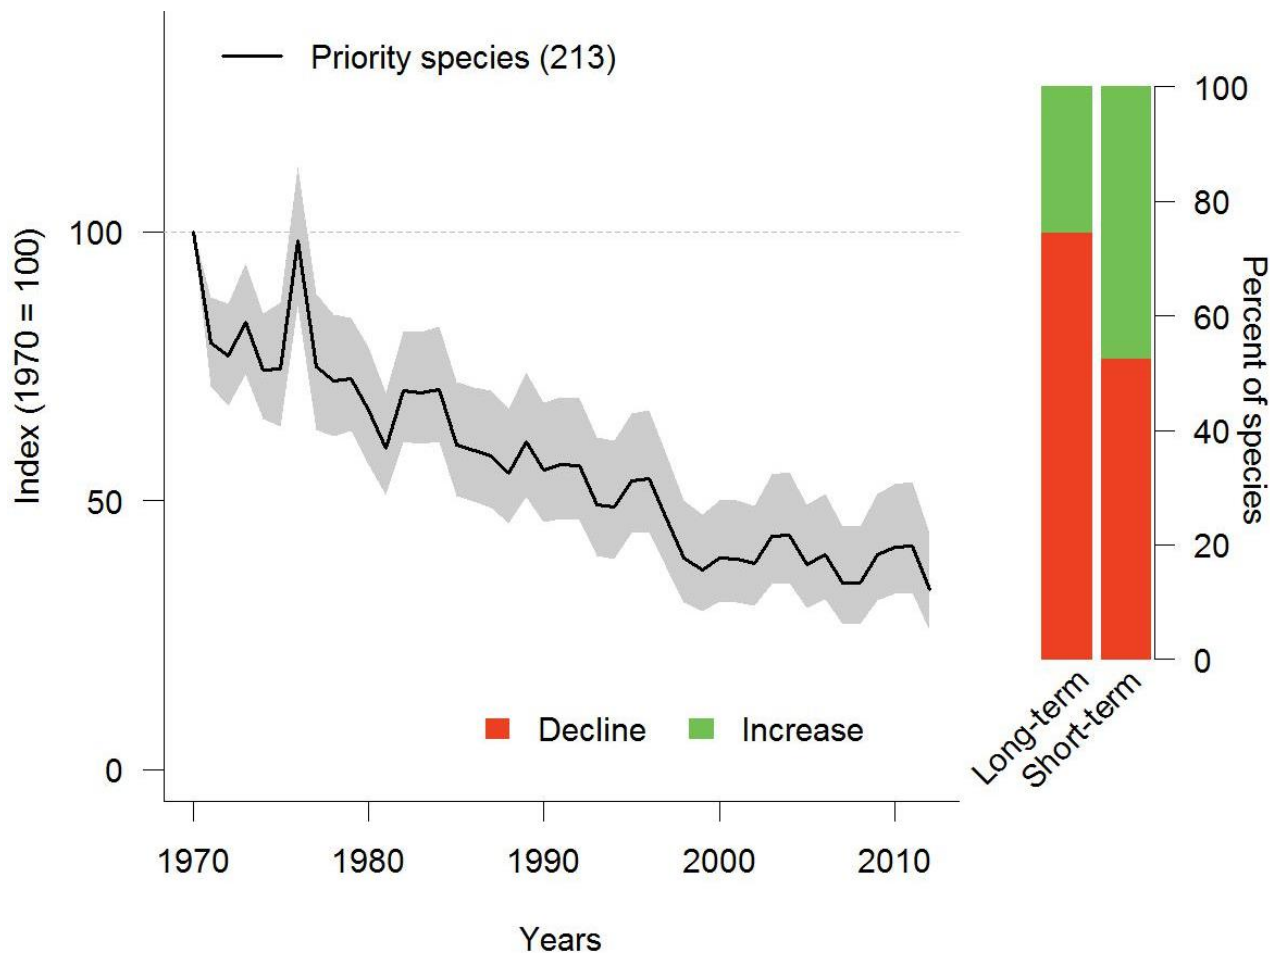 Priority species (213)
Index (1970 = 100)
100
50
0
1970 1980 1990 2000 2010
Years
Decline Increase
100
80
60
40
20
0
Percent of species
Long-term
Short-term